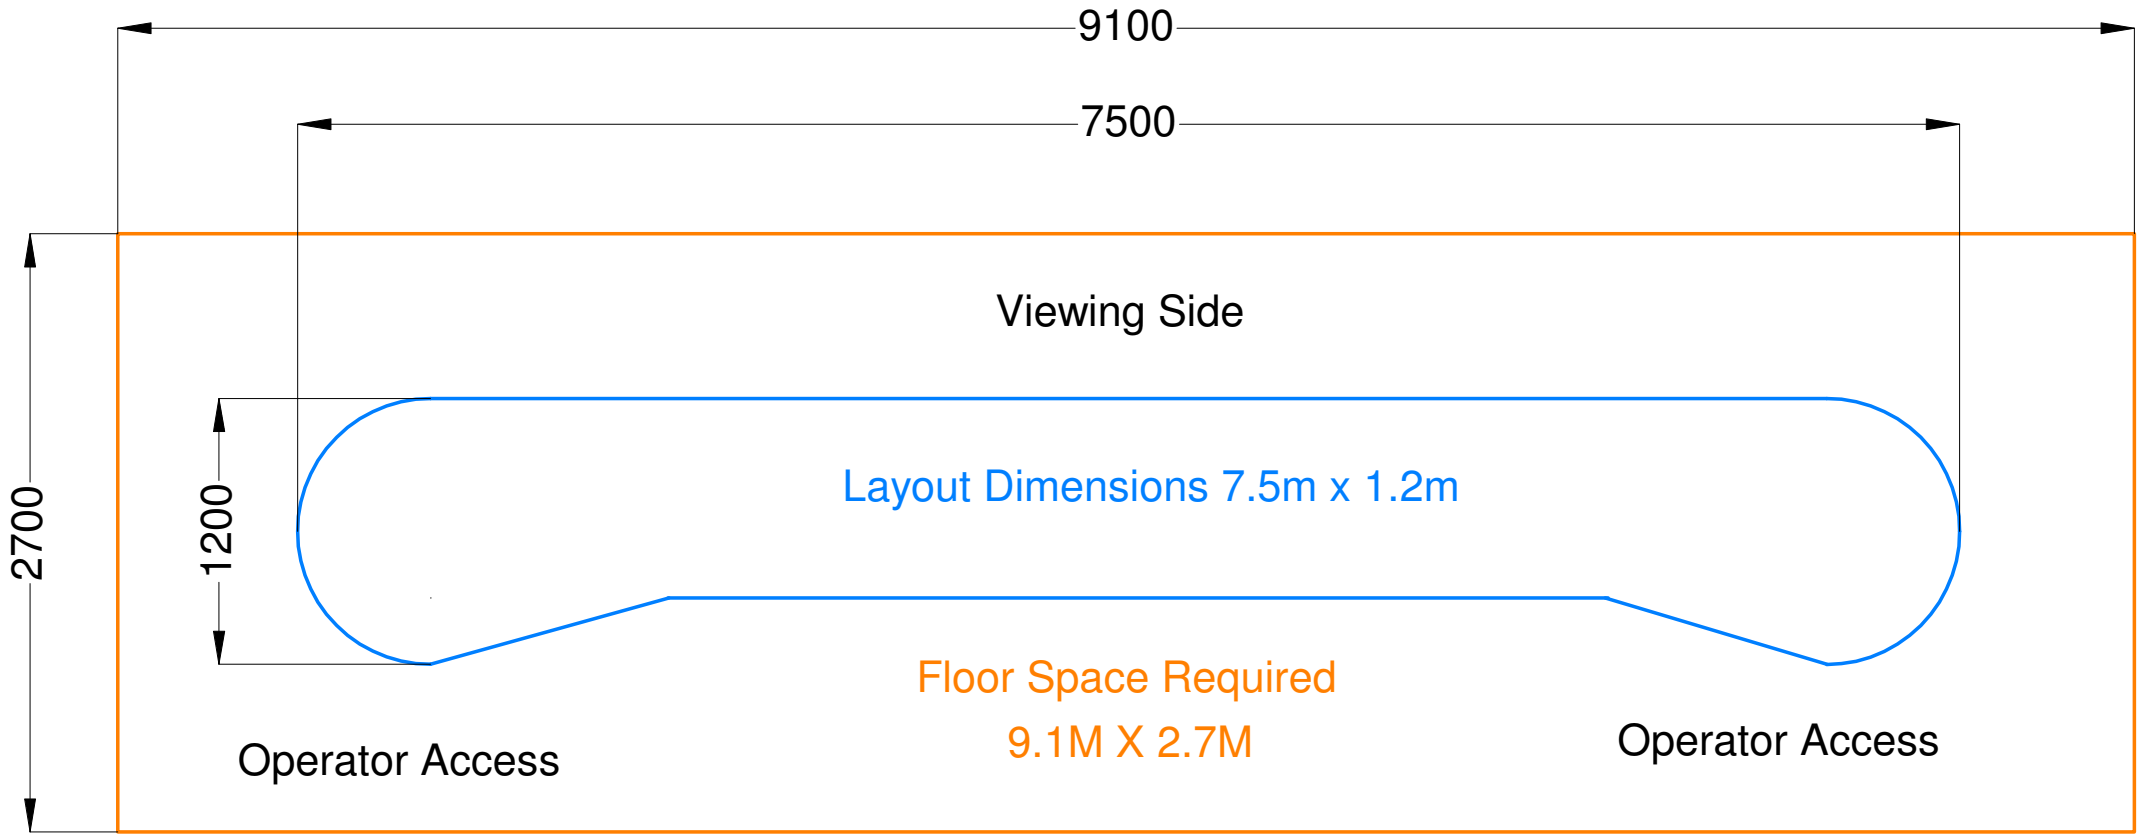 9100
7500
Viewing Side
Layout Dimensions 7.5m x 1.2m
1200
2700
Floor Space Required
9.1M X 2.7M
Operator Access
Operator Access